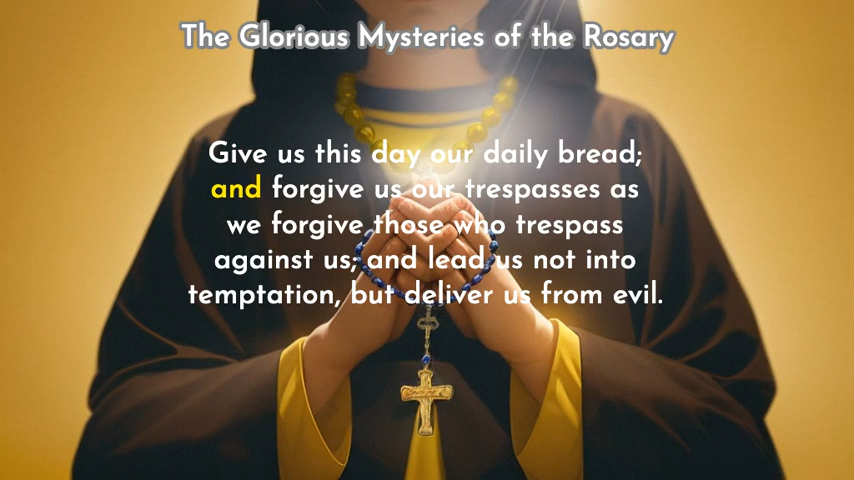 The Glorious Mysteries of the Rosary
Give us this day our daily bread;
and forgive us our trespasses as
we forgive those who trespass
against us; and lead us not into
temptation, but deliver us from evil.